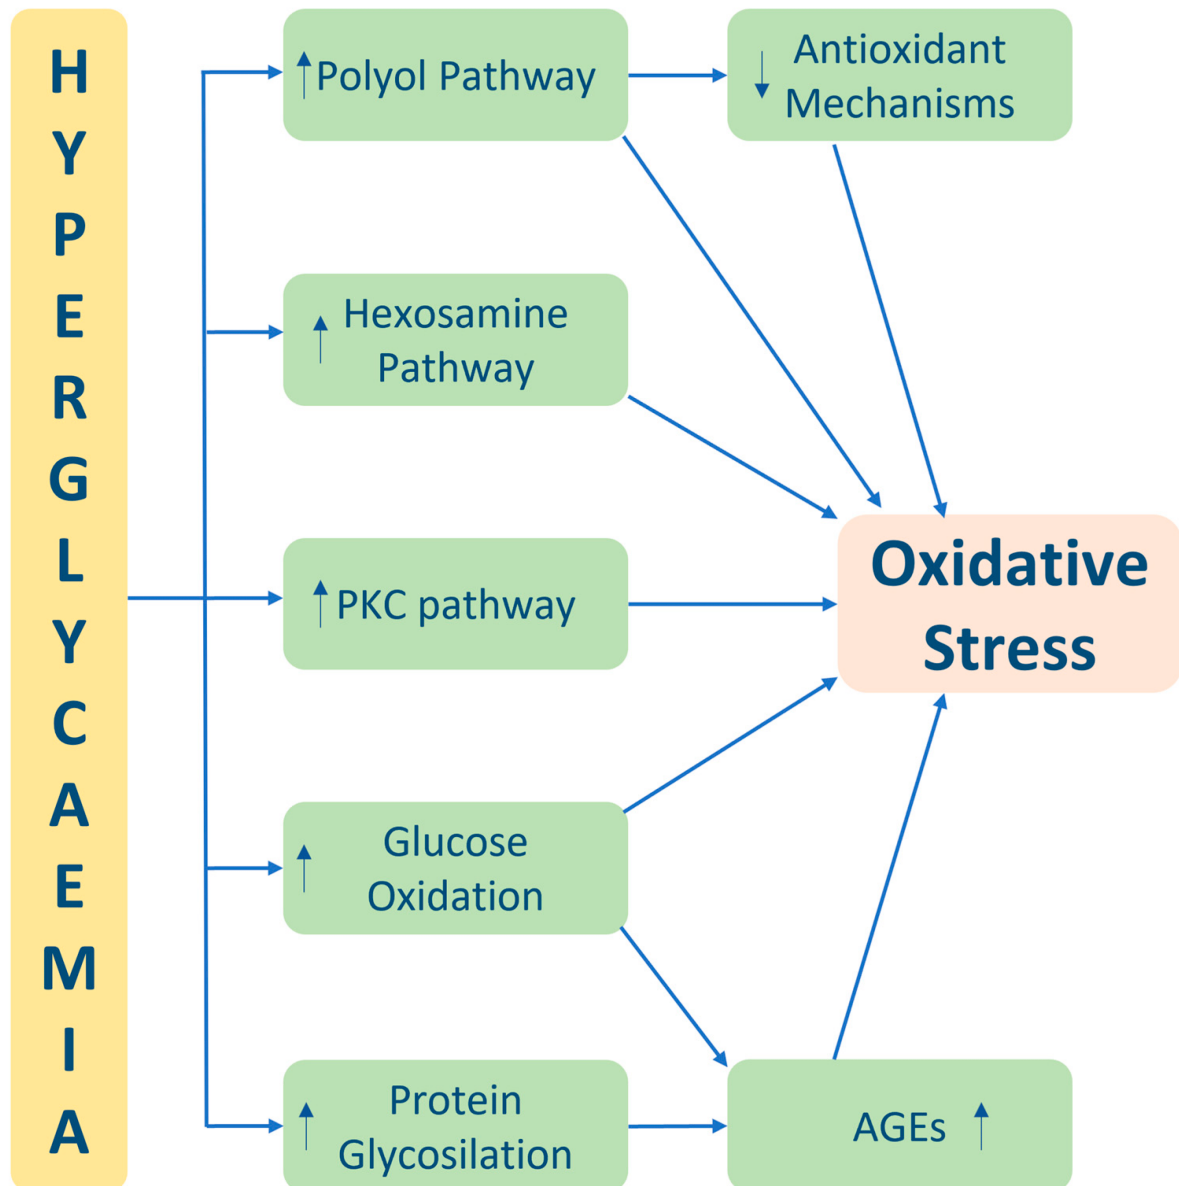 H
Y
P
E
R
G
L
Y
C
A
E
M
I
A
↑ Polyol Pathway
↓ Antioxidant
Mechanisms
↑ Hexosamine
Pathway
↑ PKC pathway
Oxidative
Stress
↑ Glucose
Oxidation
↑ Protein
Glycosilation
AGEs ↑